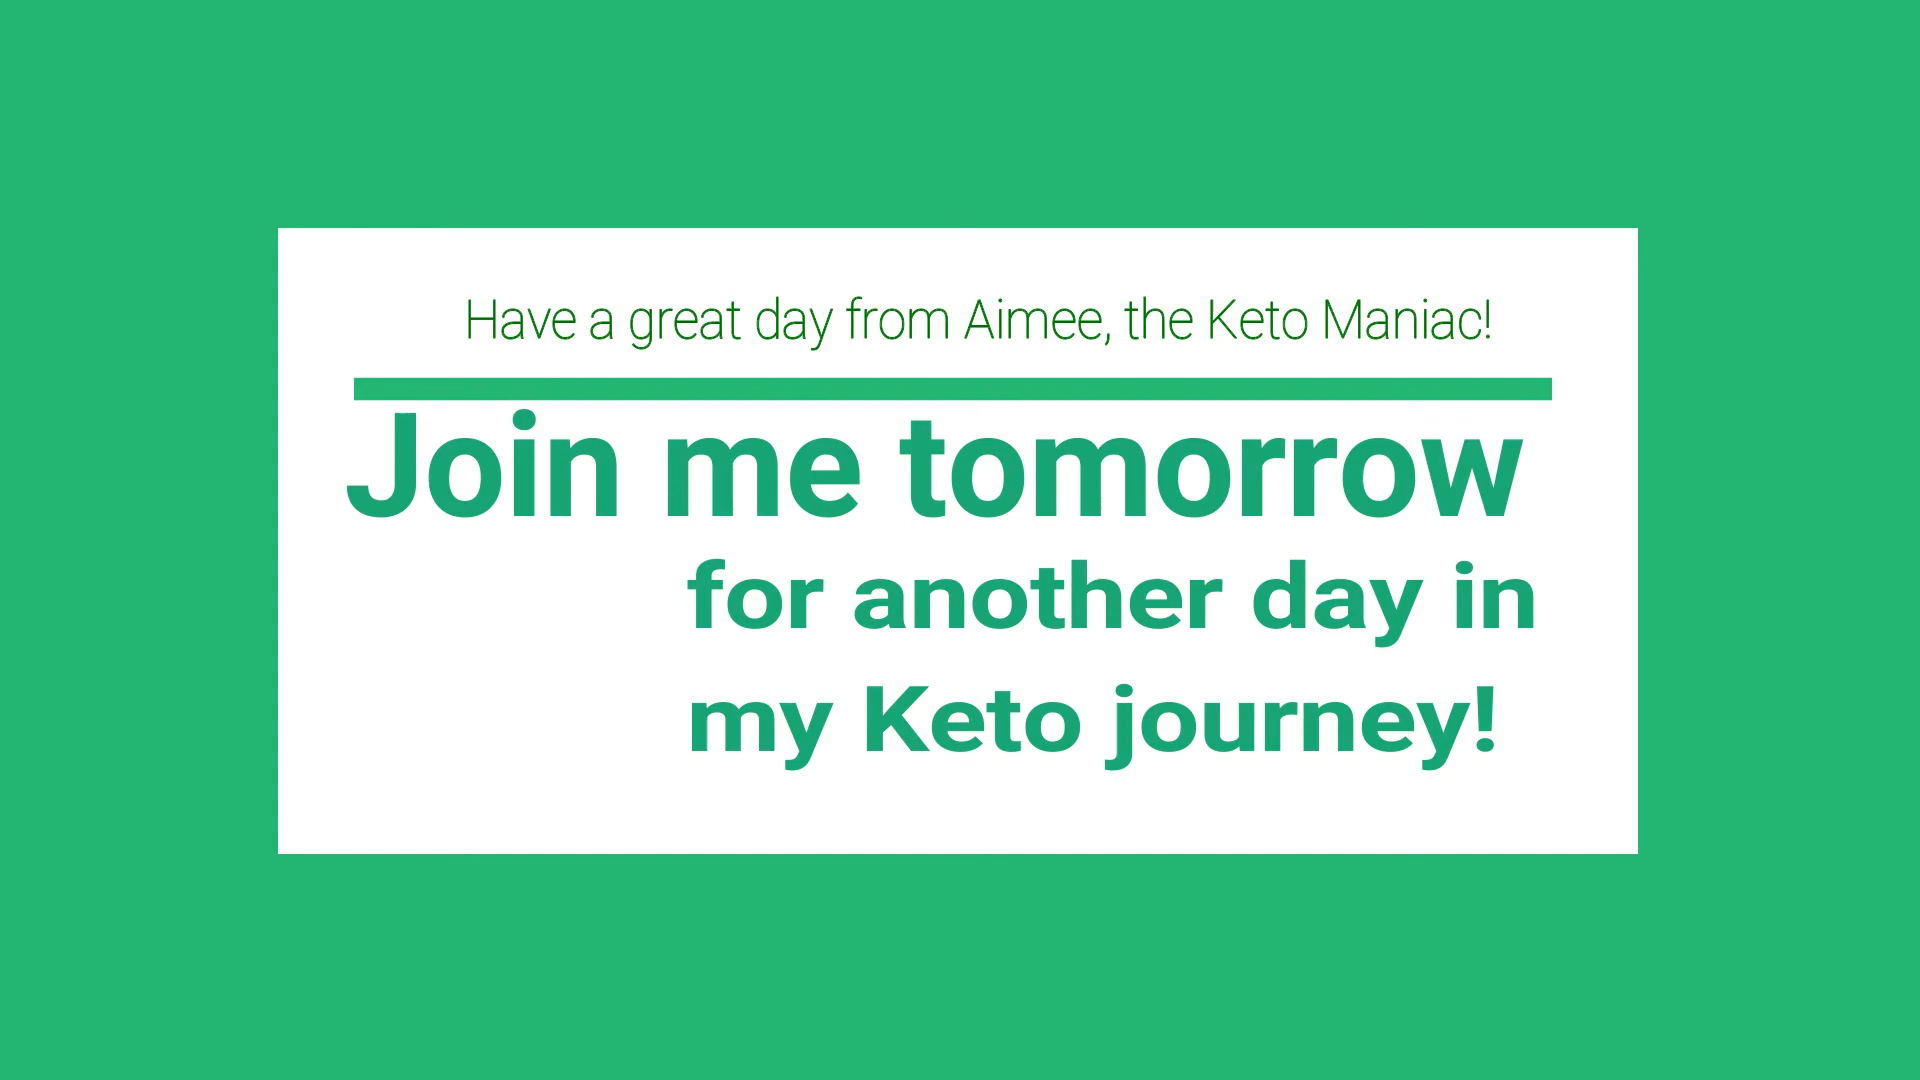 Have a great day from Aimee, the Keto Maniac!
Join me tomorrow
for another day in
my Keto journey!